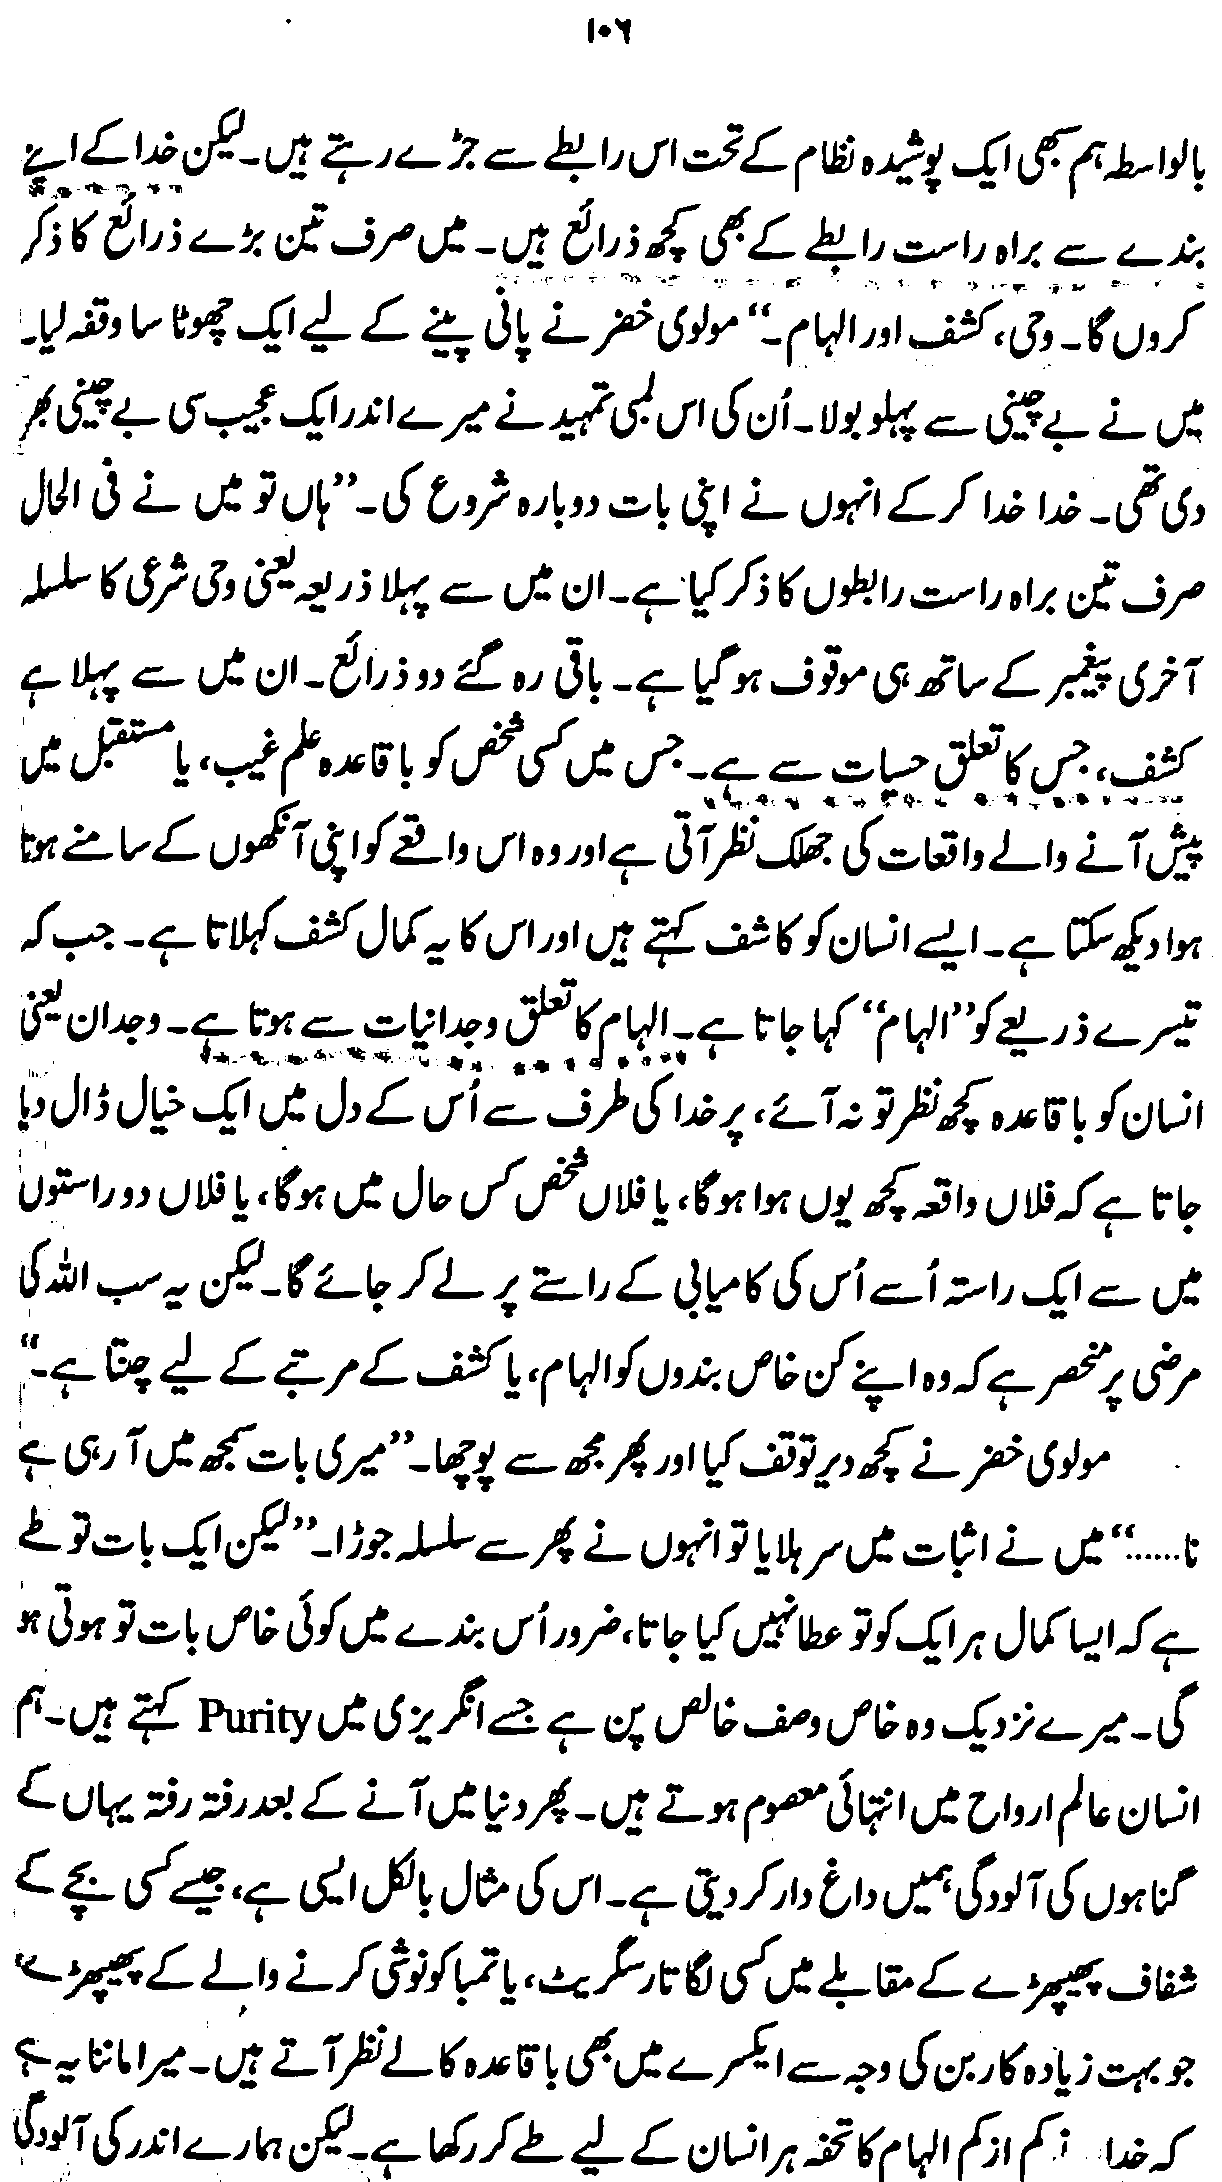 ۱۰۶
بالواسطہ ہم سبھی ایک پوشیدہ نظام کے تحت اس رابطے سے جڑے رہتے ہیں۔ لیکن خدا کے اپنے
بندے سے براہ راست رابطے کے بھی کچھ ذرائع ہیں۔ میں صرف تین بڑے ذرائع کا ذکر
کروں گا۔ وحی، کشف اور الہام۔“ مولوی خضر نے پانی پینے کے لیے ایک چھوٹا سا وقفہ لیا۔
میں نے بے چینی سے پہلو بولا۔ اُن کی اس لمبی تمہید نے میرے اندر ایک عجیب سی بے چینی بھر
دی تھی۔ خدا خدا کر کے انہوں نے اپنی بات دوبارہ شروع کی۔ ”ہاں تو میں نے فی الحال
صرف تین براہ راست رابطوں کا ذکر کیا ہے۔ ان میں سے پہلا ذریعہ یعنی وحی شرعی کا سلسلہ
آخری پیغمبر کے ساتھ ہی موقوف ہو گیا ہے۔ باقی رہ گئے دو ذرائع۔ ان میں سے پہلا ہے
کشف، جس کا تعلق حسیات سے ہے۔ جس میں کسی شخص کو باقاعدہ علم غیب، یا مستقبل میں
پیش آنے والے واقعات کی جھلک نظر آتی ہے اور وہ اس واقعے کو اپنی آنکھوں کے سامنے ہوتا
ہوا دیکھ سکتا ہے۔ ایسے انسان کو کاشف کہتے ہیں اور اس کا یہ کمال کشف کہلاتا ہے۔ جب کہ
تیسرے ذریعے کو ”الہام“ کہا جاتا ہے۔ الہام کا تعلق وجدانیات سے ہوتا ہے۔ وجدان یعنی
انسان کو باقاعدہ کچھ نظر تو نہ آئے، پر خدا کی طرف سے اُس کے دل میں ایک خیال ڈال دیا
جاتا ہے کہ فلاں واقعہ کچھ یوں ہوا ہوگا، یا فلاں شخص کس حال میں ہوگا، یا فلاں دو راستوں
میں سے ایک راستہ اُسے اُس کی کامیابی کے راستے پر لے کر جائے گا۔ لیکن یہ سب اللہ کی
مرضی پر منحصر ہے کہ وہ اپنے کن خاص بندوں کو الہام، یا کشف کے مرتبے کے لیے چنتا ہے۔“
مولوی خضر نے کچھ دیر توقف کیا اور پھر مجھ سے پوچھا۔ ”میری بات سمجھ میں آ رہی ہے
نا......“ میں نے اثبات میں سر ہلایا تو انہوں نے پھر سے سلسلہ جوڑا۔ ”لیکن ایک بات تو طے
ہے کہ ایسا کمال ہر ایک کو تو عطا نہیں کیا جاتا، ضرور اُس بندے میں کوئی خاص بات تو ہوتی ہو
گی۔ میرے نزدیک وہ خاص وصف خالص پن ہے جسے انگریزی میں Purity کہتے ہیں۔ ہم
انسان عالم ارواح میں انتہائی معصوم ہوتے ہیں۔ پھر دنیا میں آنے کے بعد رفتہ رفتہ یہاں کے
گناہوں کی آلودگی ہمیں داغ دار کر دیتی ہے۔ اس کی مثال بالکل ایسی ہے، جیسے کسی بچے کے
شفاف پھیپھڑے کے مقابلے میں کسی لگاتار سگریٹ، یا تمباکو نوشی کرنے والے کے پھیپھڑے
جو بہت زیادہ کاربن کی وجہ سے ایکسرے میں بھی باقاعدہ کالے نظر آتے ہیں۔ میرا ماننا یہ ہے
کہ خدا کم از کم الہام کا تحفہ ہر انسان کے لیے طے کر رکھا ہے۔ لیکن ہمارے اندر کی آلودگی